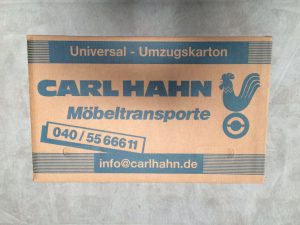 Universal - Umzugskarton
CARL HAHN
Möbeltransporte
040 / 55 666 11
info@carlhahn.de